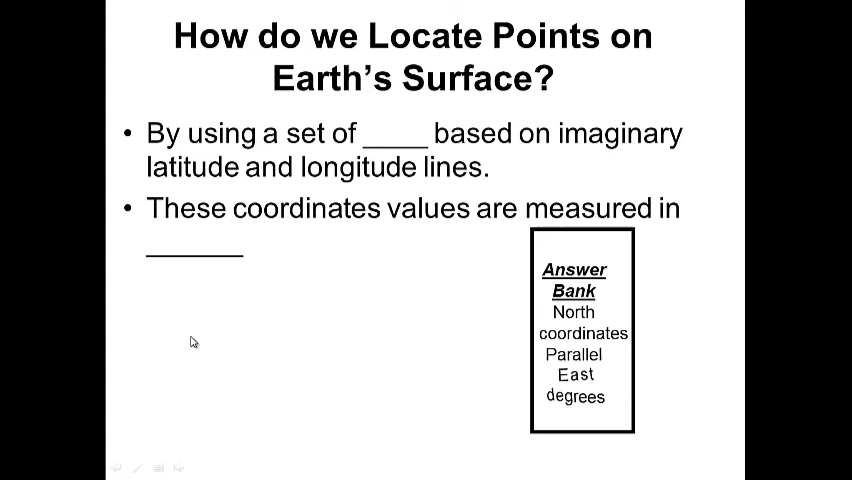 How do we Locate Points on
Earth's Surface?
• By using a set of ____ based on imaginary
latitude and longitude lines.
• These coordinates values are measured in
______
Answer
Bank
North
coordinates
Parallel
East
degrees